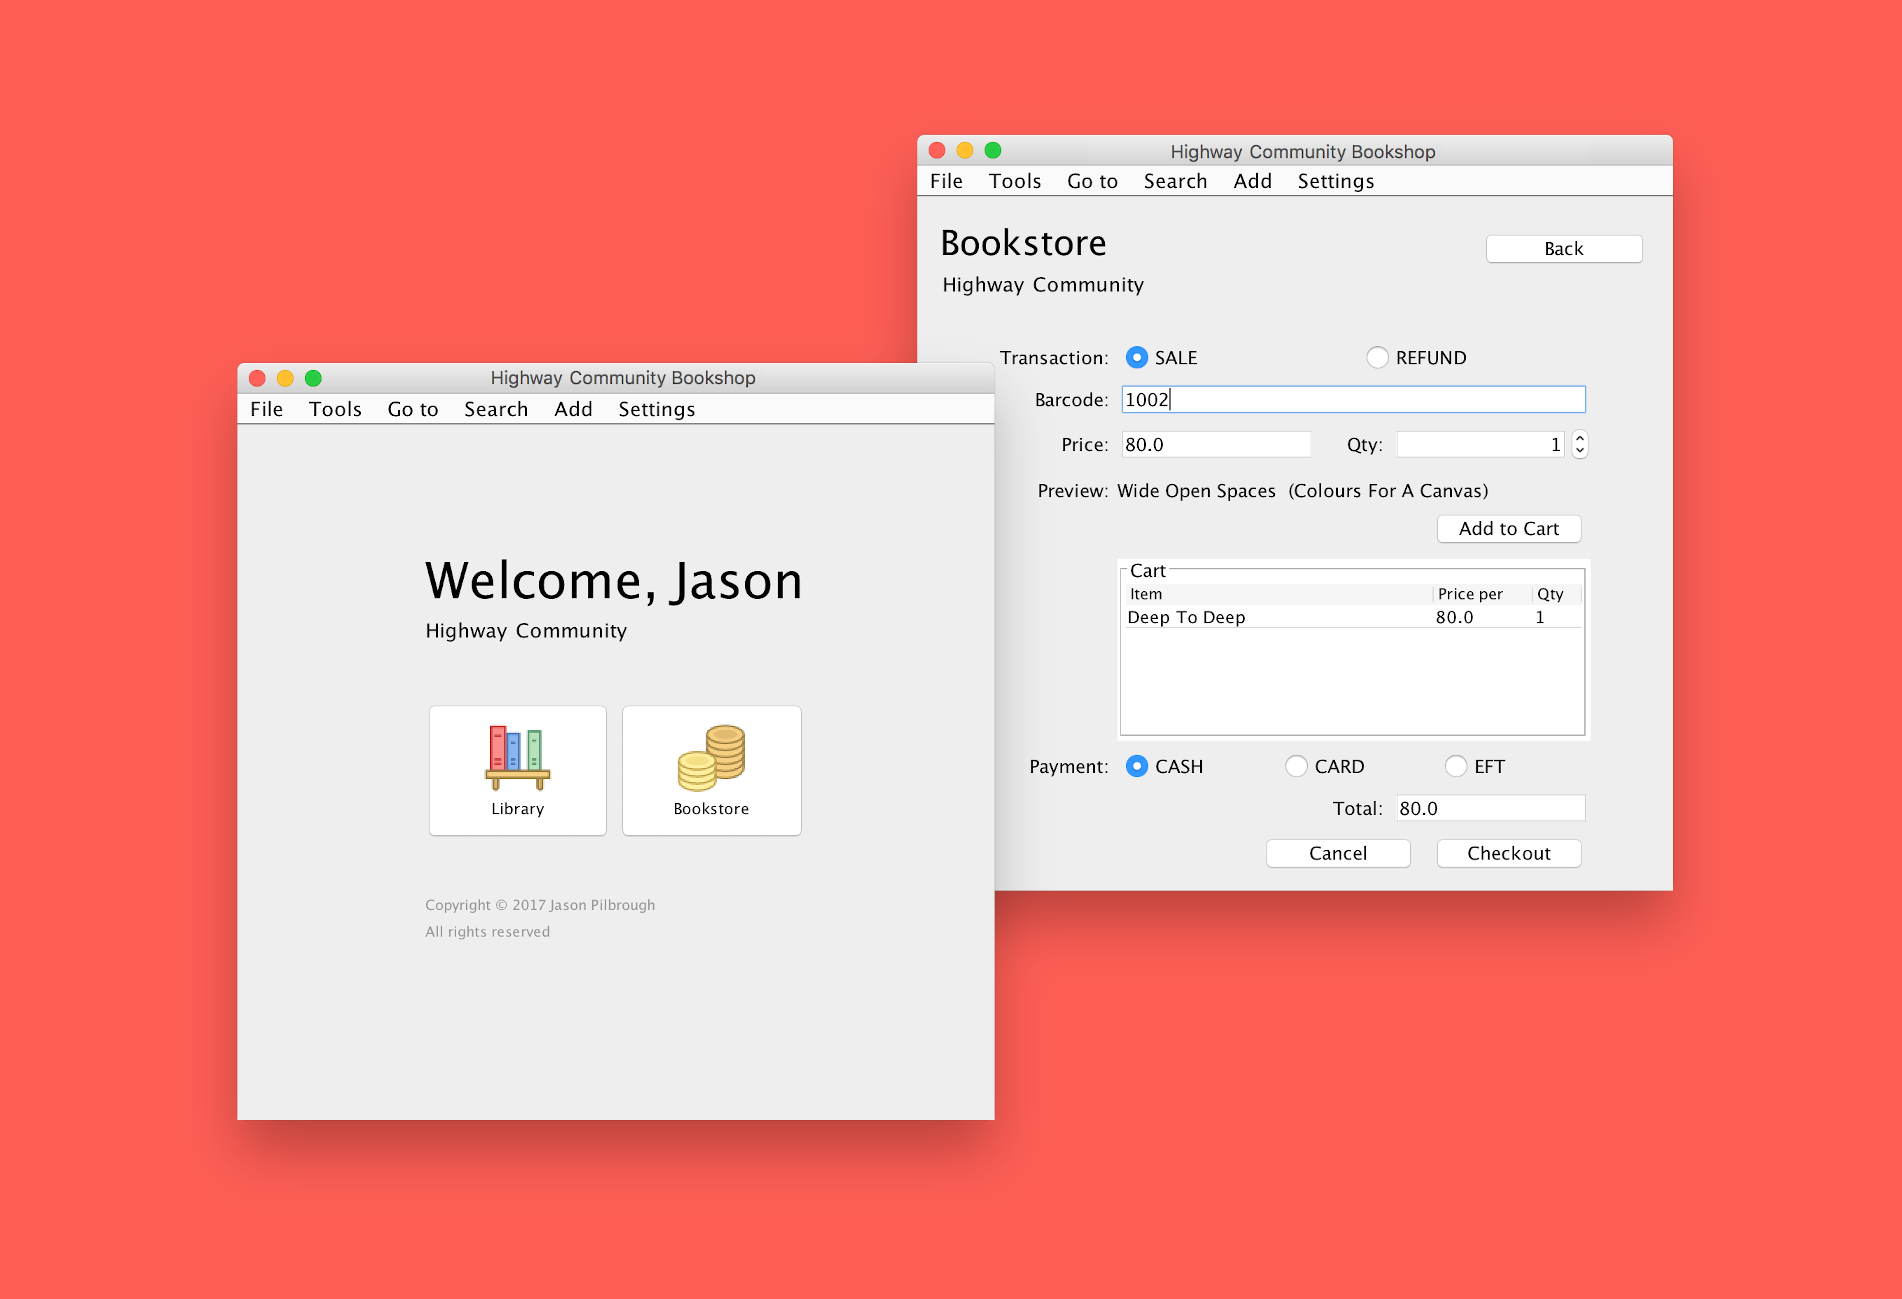 Highway Community Bookshop
File Tools Go to Search Add Settings
Welcome, Jason
Highway Community
Library Bookstore
Copyright © 2017 Jason Pilbrough
All rights reserved
Highway Community Bookshop
File Tools Go to Search Add Settings
Bookstore
Back
Highway Community
Transaction: SALE REFUND
Barcode: 1002
Price: 80.0 Qty: 1
Preview: Wide Open Spaces (Colours For A Canvas)
Add to Cart
Cart
Item Price per Qty
Deep To Deep 80.0 1
Payment: CASH CARD EFT
Total: 80.0
Cancel Checkout